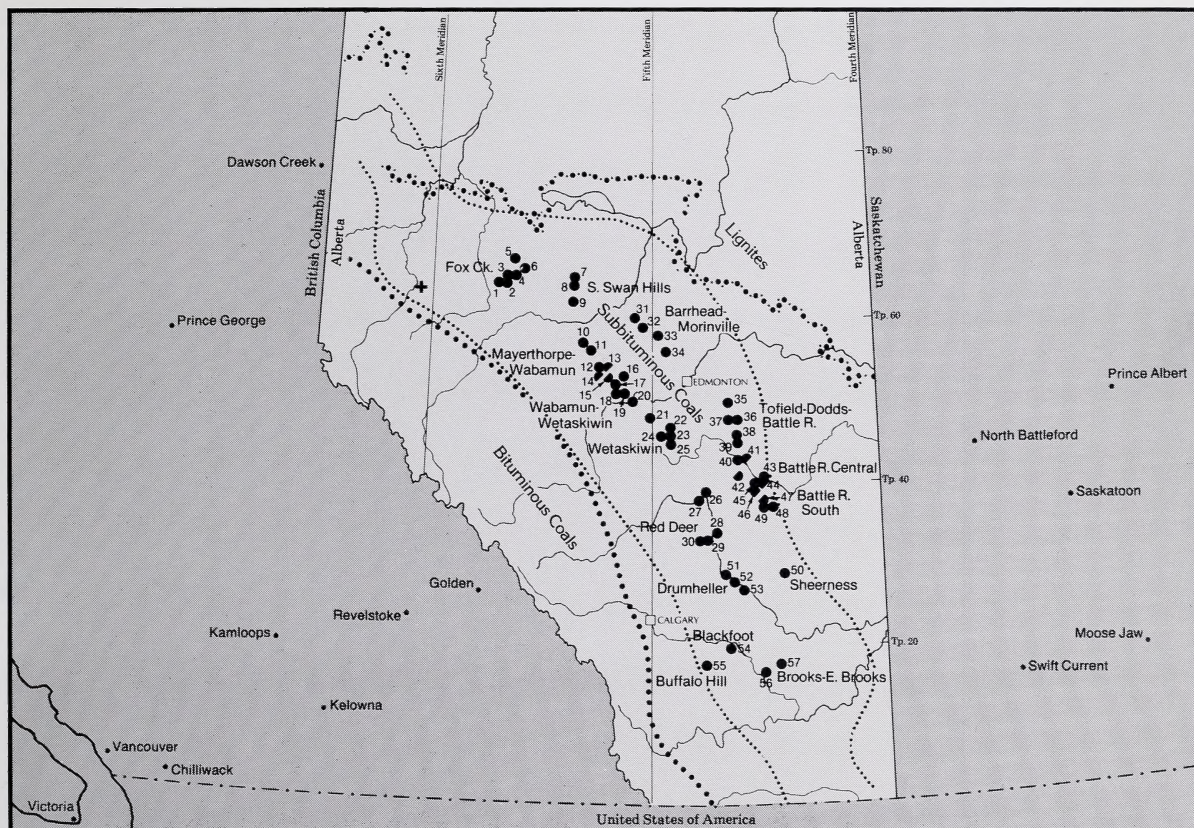 Sixth Meridian
Fifth Meridian
Fourth Meridian
Tp. 80
Dawson Creek
British Columbia
Alberta
Saskatchewan
Alberta
Lignites
5
3
6
Fox Ck.
4
1
2
7
8
S. Swan Hills
9
Tp. 60
Prince George
31
32
Barrhead-
Morinville
33
34
Subbituminous Coals
10
11
Mayerthorpe-
Wabamun
12
13
14
15
16
17
18
19
20
EDMONTON
Prince Albert
Wabamun-
Wetaskiwin
35
37
36
Tofield-Dodds-
Battle R.
38
39
21
22
24
23
25
Wetaskiwin
North Battleford
40
41
43
Battle R. Central
42
44
Tp. 40
45
46
47
Battle R.
South
49
48
Saskatoon
Bituminous Coals
26
27
28
Red Deer
30
29
51
52
53
Drumheller
50
Sheerness
Golden
Revelstoke
Kamloops
CALGARY
Tp. 20
Moose Jaw
Blackfoot
54
55
Buffalo Hill
57
56
Brooks-E. Brooks
Swift Current
Kelowna
Vancouver
Chilliwack
Victoria
United States of America